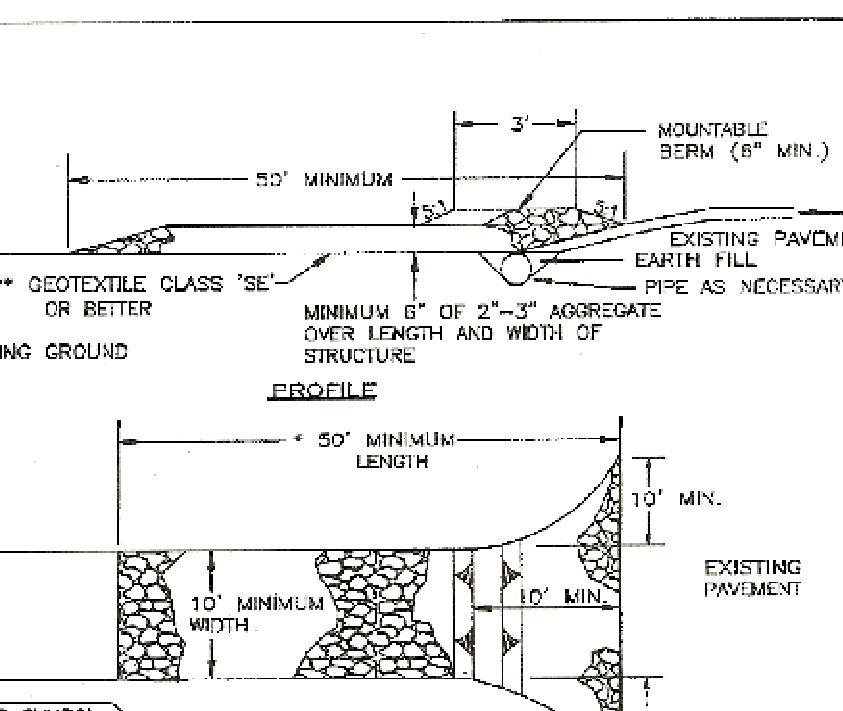 3'
MOUNTABLE
BERM (6" MIN.)
50' MINIMUM
5:1
5:1
EXISTING PAVEM
** GEOTEXTILE CLASS 'SE'
OR BETTER
EARTH FILL
PIPE AS NECESSARY
MINIMUM 6" OF 2"-3" AGGREGATE
OVER LENGTH AND WIDTH OF
STRUCTURE
ING GROUND
PROFILE
* 50' MINIMUM
LENGTH
10' MIN.
EXISTING
PAVEMENT
10' MINIMUM
WIDTH
10' MIN.